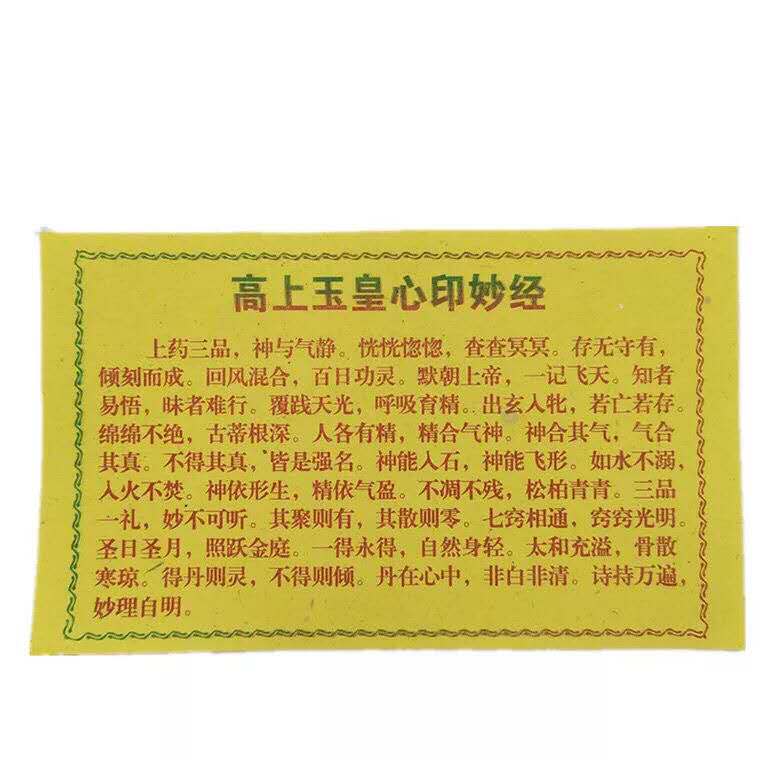 高上玉皇心印妙经
上药三品，神与气静。恍恍惚惚，查查冥冥。存无守有，
倾刻而成。回风混合，百日功灵。默朝上帝，一记飞天。知者
易悟，味者难行。覆践天光，呼吸育精。出玄入牝，若亡若存。
绵绵不绝，古蒂根深。人各有精，精合气神。神合其气，气合
其真。不得其真，皆是强名。神能入石，神能飞形。如水不溺，
入火不焚。神依形生，精依气盈。不凋不残，松柏青青。三品
一礼，妙不可听。其聚则有，其散则零。七窍相通，窍窍光明。
圣日圣月，照跃金庭。一得永得，自然身轻。太和充溢，骨散
寒琼。得丹则灵，不得则倾。丹在心中，非白非清。诗持万遍，
妙理自明。